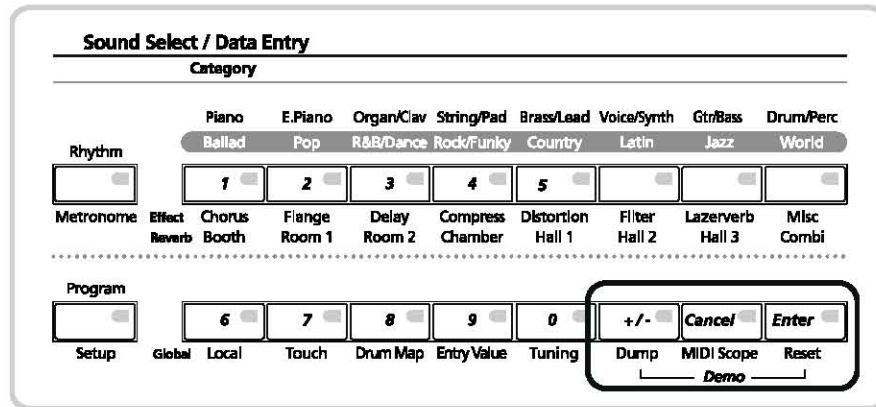 Sound Select / Data Entry
Category
Piano E.Piano Organ/Clav String/Pad Brass/Lead Voice/Synth Gtr/Bass Drum/Perc
Rhythm Ballad Pop R&B/Dance Rock/Funky Country Latin Jazz World
1 2 3 4 5
Metronome Effect Chorus Flange Delay Compress Distortion Filter Lazerverb Misc
Reverb Booth Room 1 Room 2 Chamber Hall 1 Hall 2 Hall 3 Combi
Program
6 7 8 9 0 +/- Cancel Enter
Setup Global Local Touch Drum Map Entry Value Tuning Dump MIDI Scope Reset
Demo